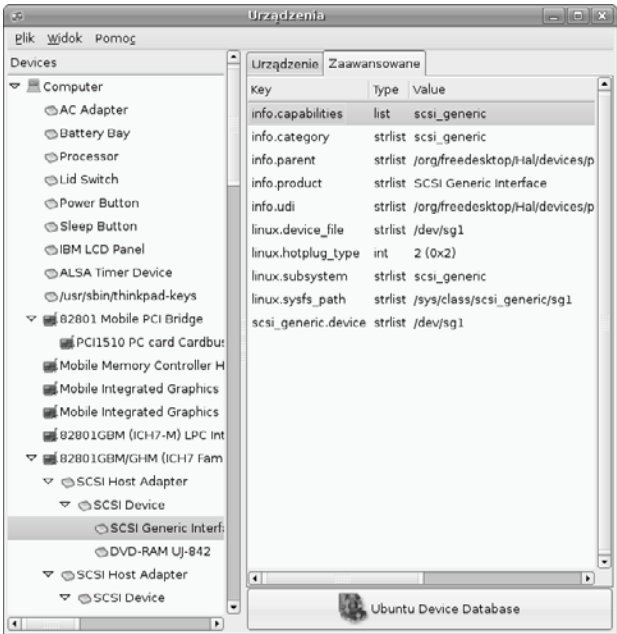 Urządzenia
Plik Widok Pomoc
Devices
Computer
AC Adapter
Battery Bay
Processor
Lid Switch
Power Button
Sleep Button
IBM LCD Panel
ALSA Timer Device
/usr/sbin/thinkpad-keys
82801 Mobile PCI Bridge
PCI1510 PC card Cardbus
Mobile Memory Controller H
Mobile Integrated Graphics
Mobile Integrated Graphics
82801GBM (ICH7-M) LPC Int
82801GBM/GHM (ICH7 Fam
SCSI Host Adapter
SCSI Device
SCSI Generic Interfa
DVD-RAM UJ-842
SCSI Host Adapter
SCSI Device
Urządzenie Zaawansowane
Key Type Value
info.capabilities list scsi_generic
info.category strlist scsi_generic
info.parent strlist /org/freedesktop/Hal/devices/p
info.product strlist SCSI Generic Interface
info.udi strlist /org/freedesktop/Hal/devices/p
linux.device_file strlist /dev/sg1
linux.hotplug_type int 2 (0x2)
linux.subsystem strlist scsi_generic
linux.sysfs_path strlist /sys/class/scsi_generic/sg1
scsi_generic.device strlist /dev/sg1
Ubuntu Device Database